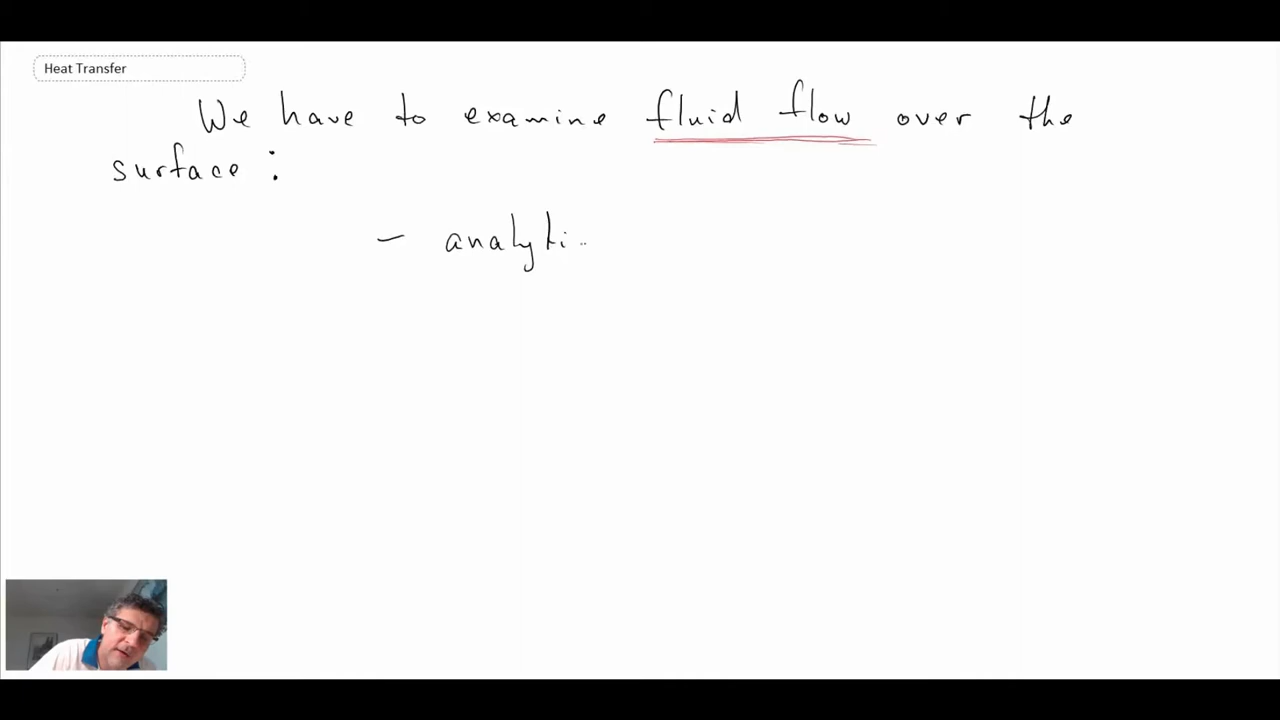 Heat Transfer
We have to examine fluid flow over the
surface :
- analyti